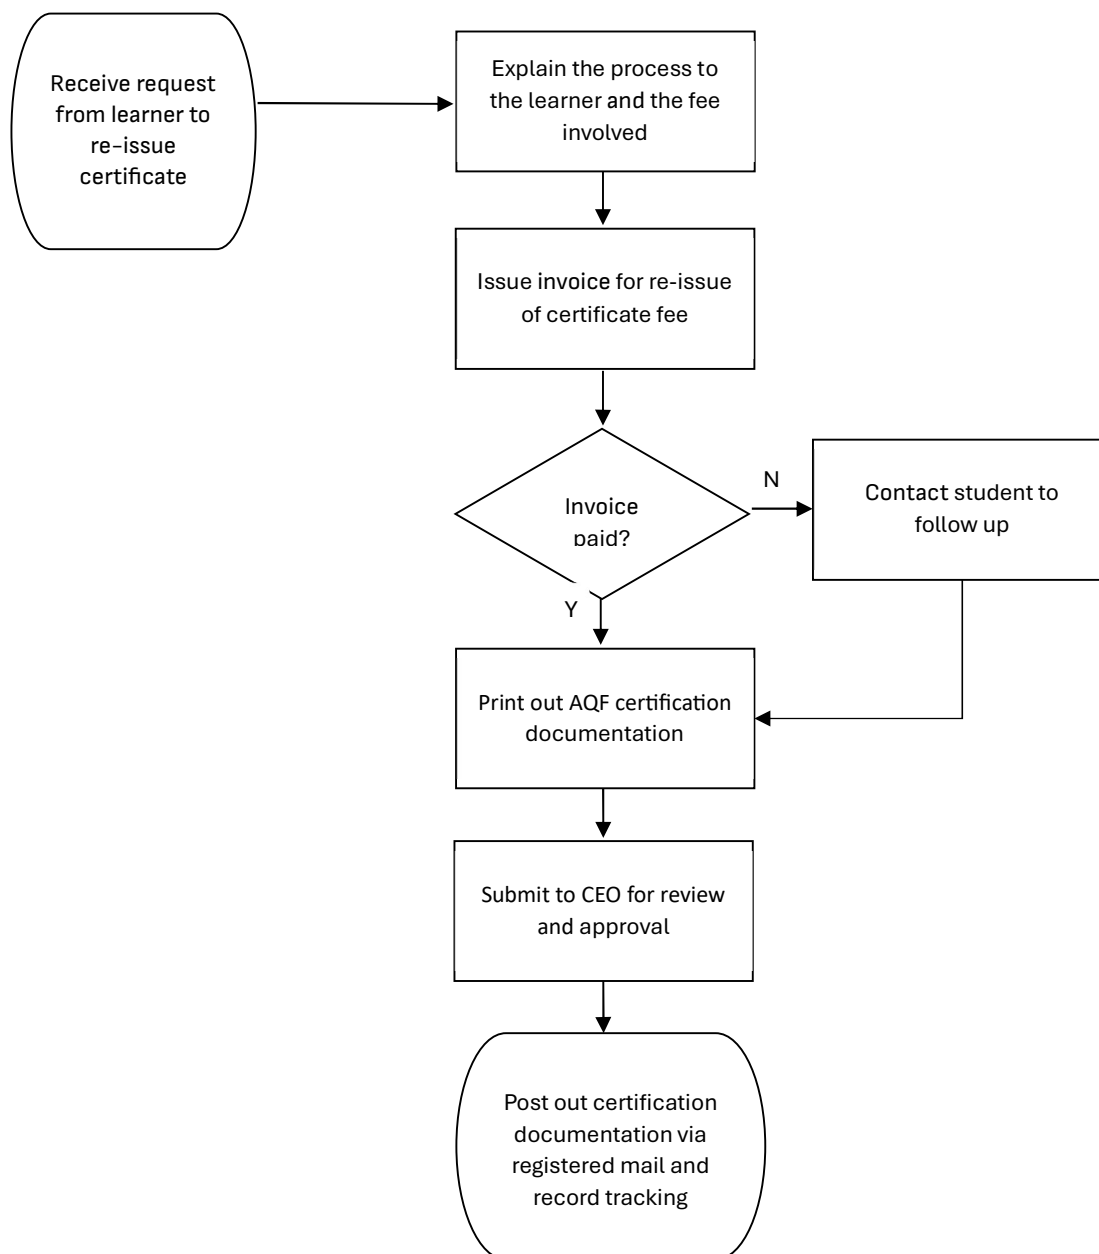 Receive request
from learner to
re-issue
certificate
Explain the process to
the learner and the fee
involved
Issue invoice for re-issue
of certificate fee
Invoice
paid?
N
Contact student to
follow up
Y
Print out AQF certification
documentation
Submit to CEO for review
and approval
Post out certification
documentation via
registered mail and
record tracking